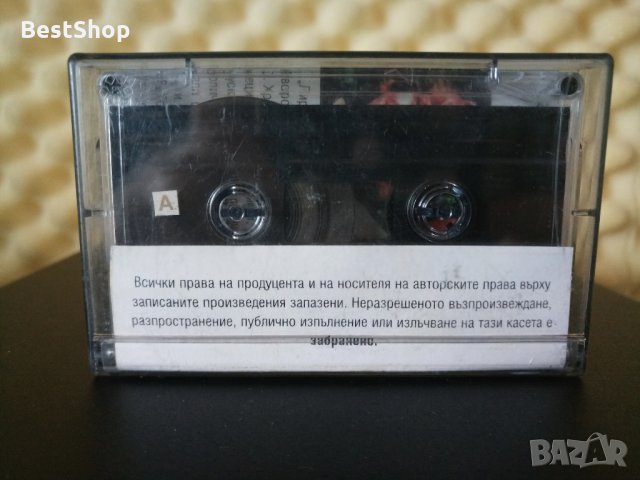 BestShop
A
Всички права на продуцента и на носителя на авторските права върху
записаните произведения запазени. Неразрешеното възпроизвеждане,
разпространение, публично изпълнение или излъчване на тази касета е
забранено.
BAZAR